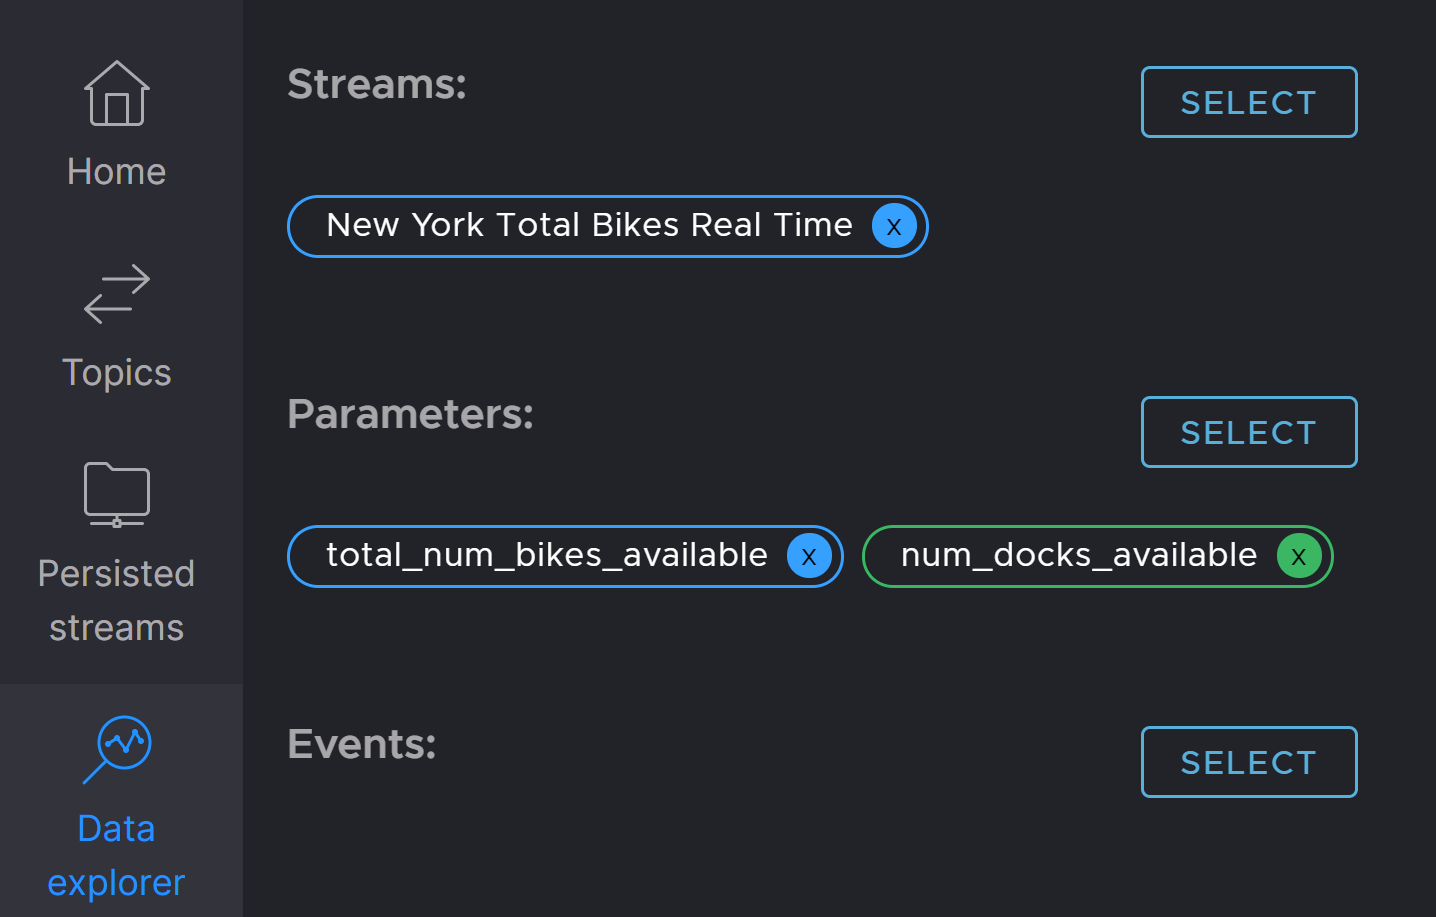 Home
Topics
Persisted
streams
Data
explorer
Streams:
SELECT
New York Total Bikes Real Time X
Parameters:
SELECT
total_num_bikes_available X
num_docks_available X
Events:
SELECT